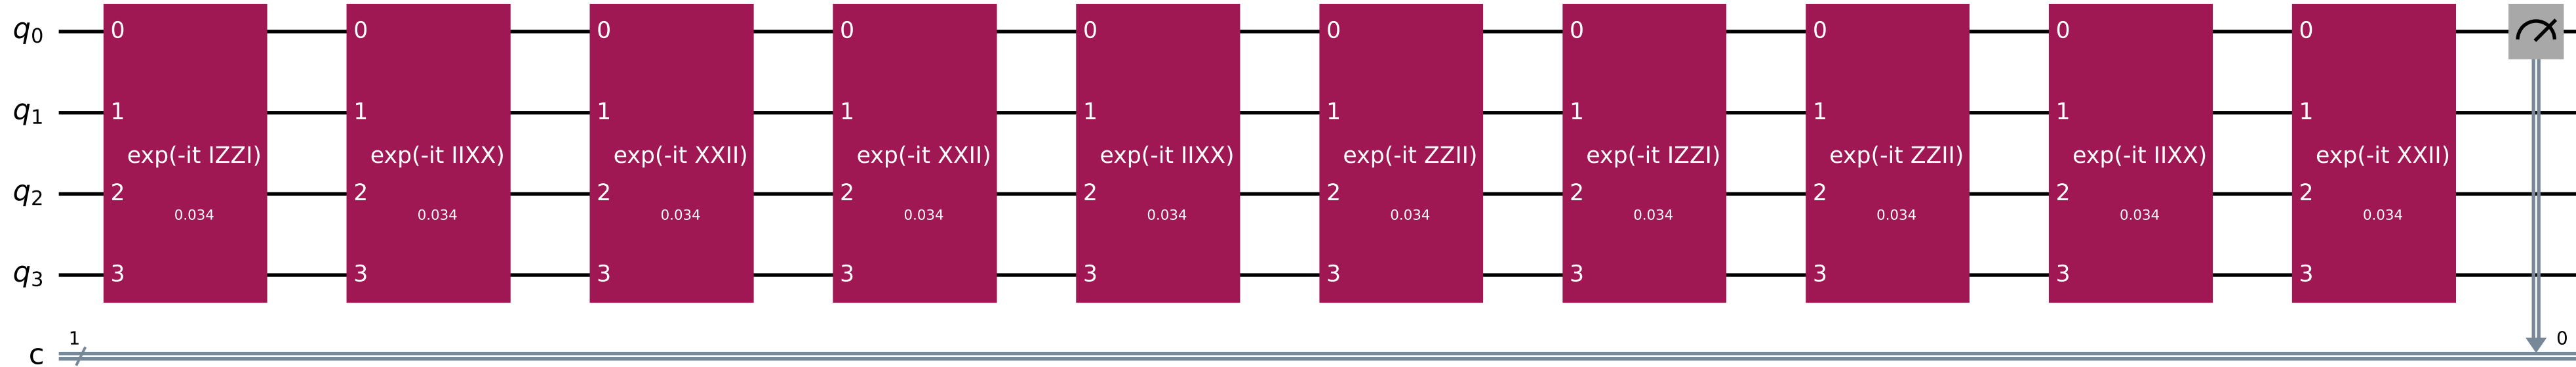 q0 0 0 0 0 0 0 0 0 0 0
q1 1 1 1 1 1 1 1 1 1 1
exp(-it IZZI) exp(-it IIXX) exp(-it XXII) exp(-it XXII) exp(-it IIXX) exp(-it ZZII) exp(-it IZZI) exp(-it ZZII) exp(-it IIXX) exp(-it XXII)
q2 2 2 2 2 2 2 2 2 2 2
0.034 0.034 0.034 0.034 0.034 0.034 0.034 0.034 0.034 0.034
q3 3 3 3 3 3 3 3 3 3 3
1 0
c